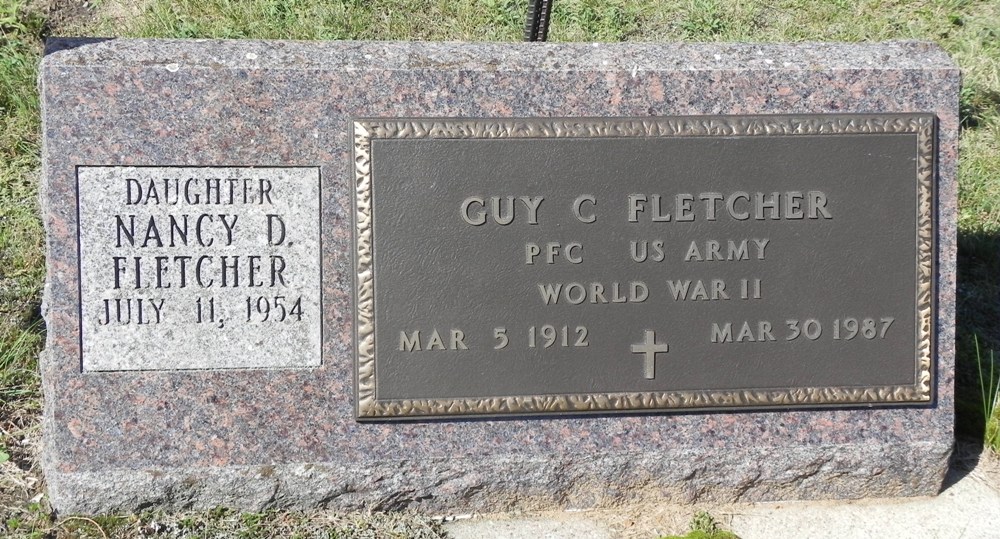 DAUGHTER
NANCY D.
FLETCHER
JULY 11, 1954
GUY C FLETCHER
PFC US ARMY
WORLD WAR II
MAR 5 1912 MAR 30 1987